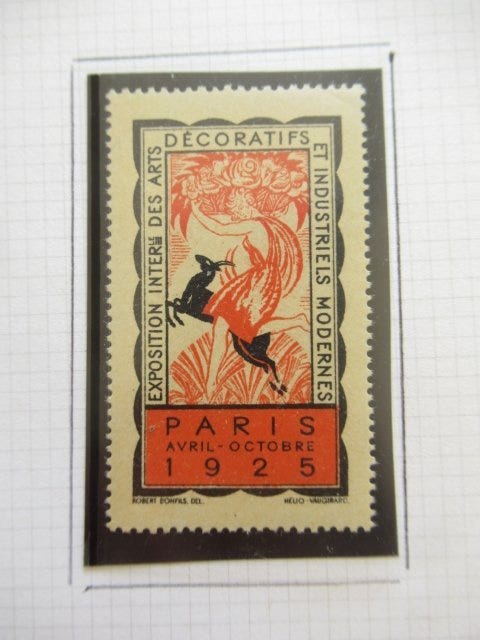 EXPOSITION INTERLE DES ARTS
DÉCORATIFS
ET INDUSTRIELS MODERNES
PARIS
AVRIL-OCTOBRE
1925
ROBERT BONFILS, DEL.
HÉLIO-VAUGIRARD.